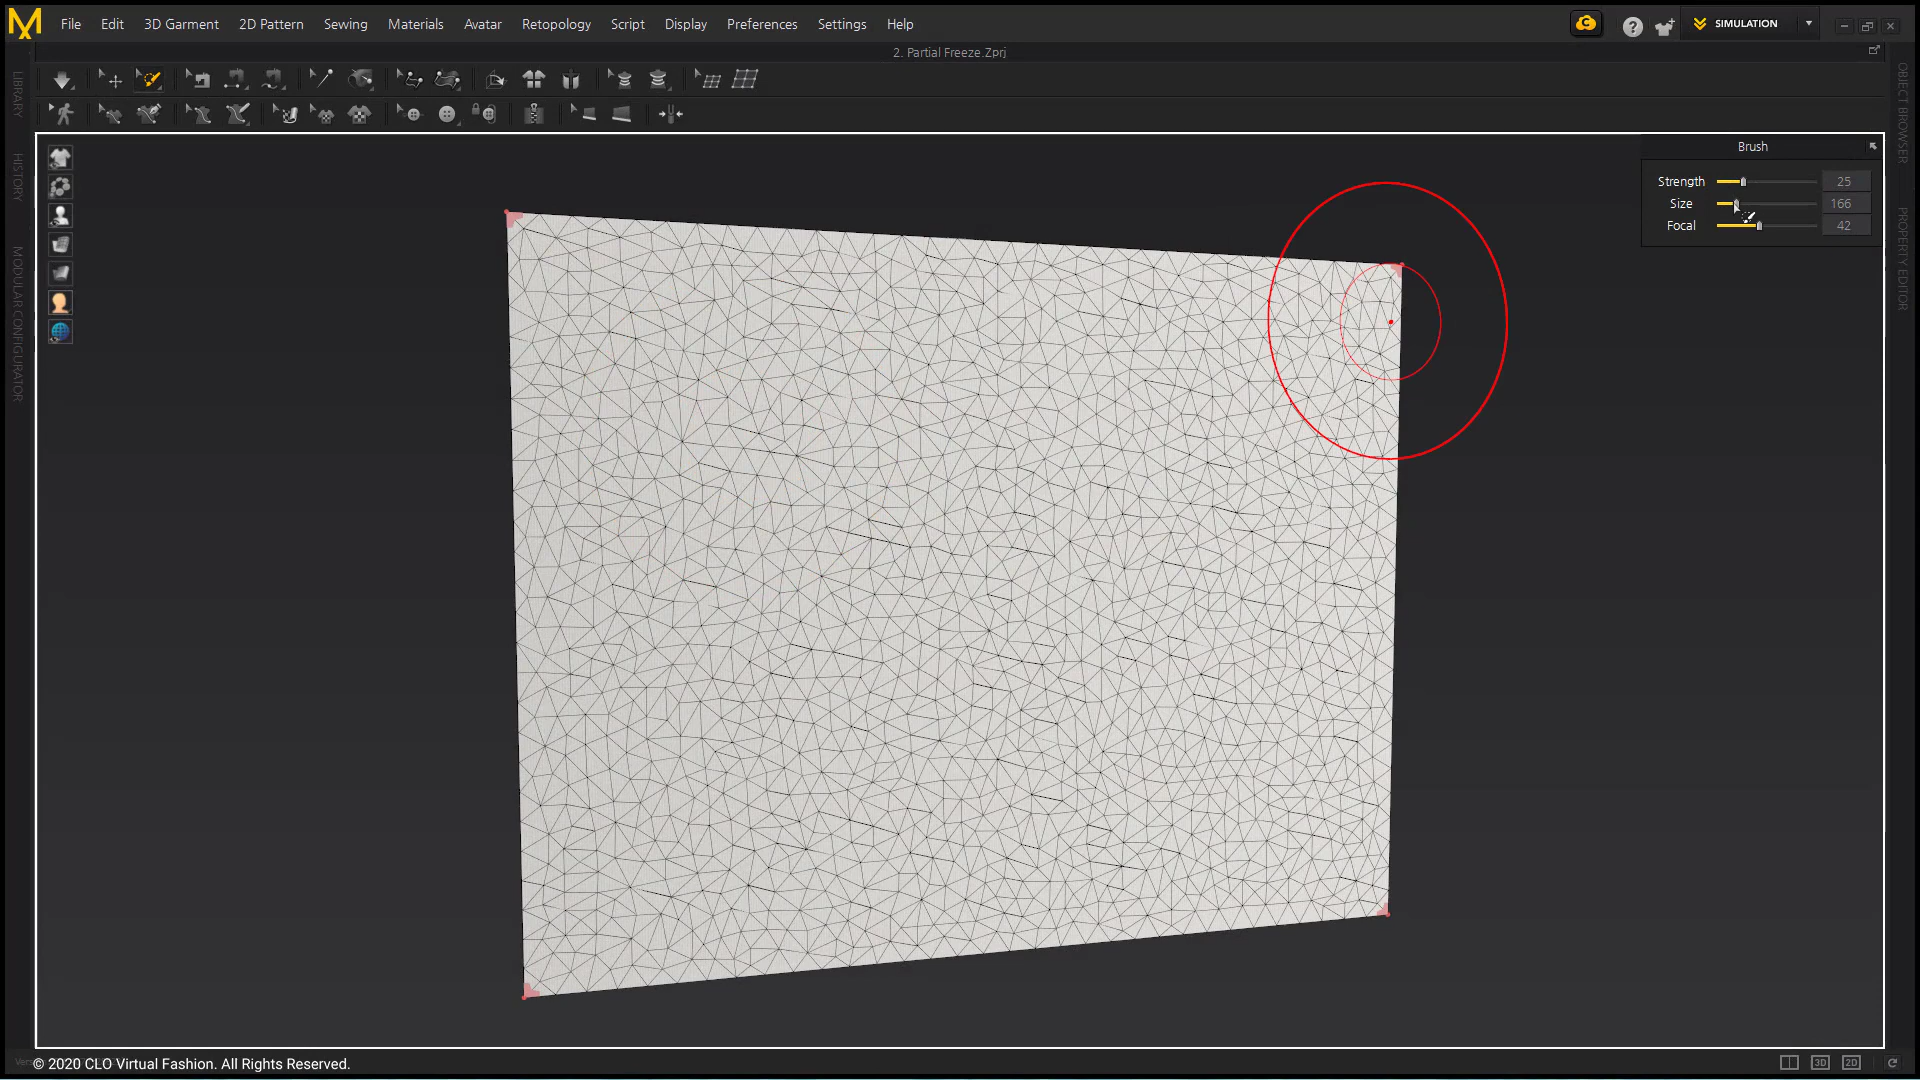 File Edit 3D Garment 2D Pattern Sewing Materials Avatar Retopology Script Display Preferences Settings Help
SIMULATION
2. Partial Freeze.Zprj
LIBRARY
HISTORY
MODULAR CONFIGURATOR
OBJECT BROWSER
PROPERTY EDITOR
Brush
Strength 25
Size 166
Focal 42
© 2020 CLO Virtual Fashion. All Rights Reserved.
3D 2D